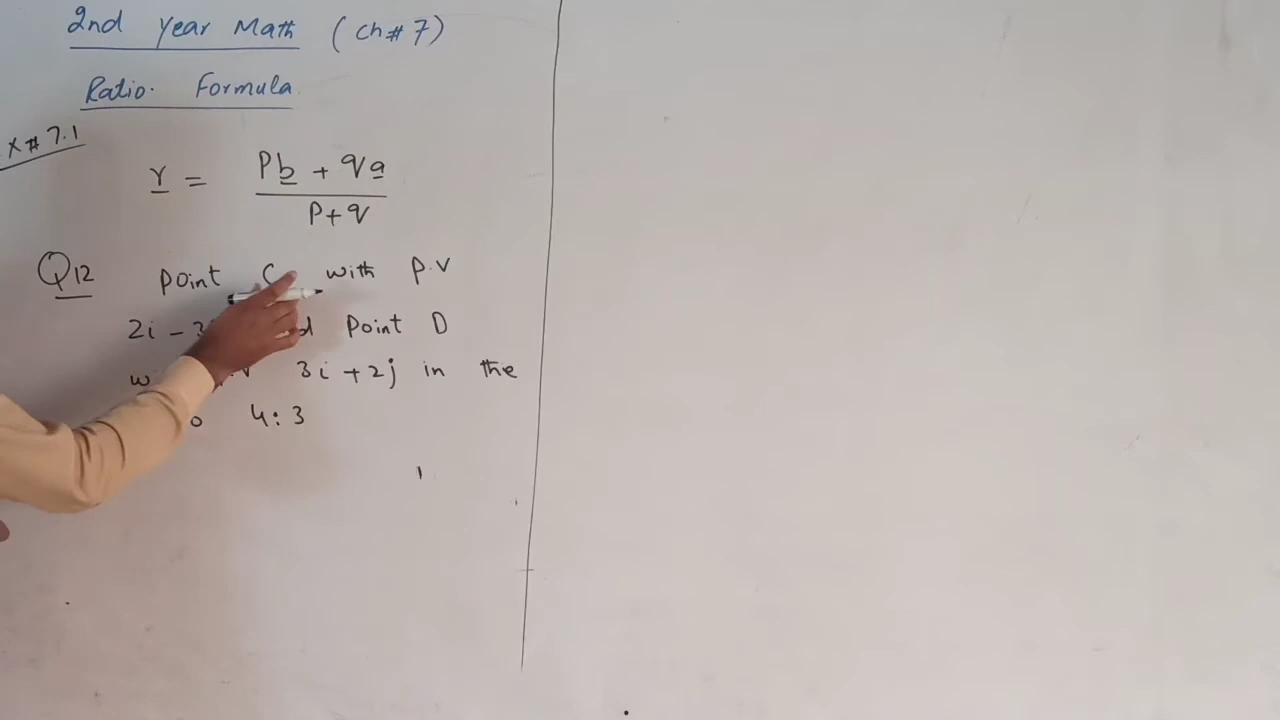 2nd year Math (ch# 7)
Ratio. Formula
x # 7.1
r = Pb + qa
P + q
Q12 Point C with P.V
2i - 3 Point D
3i + 2j in the
4 : 3